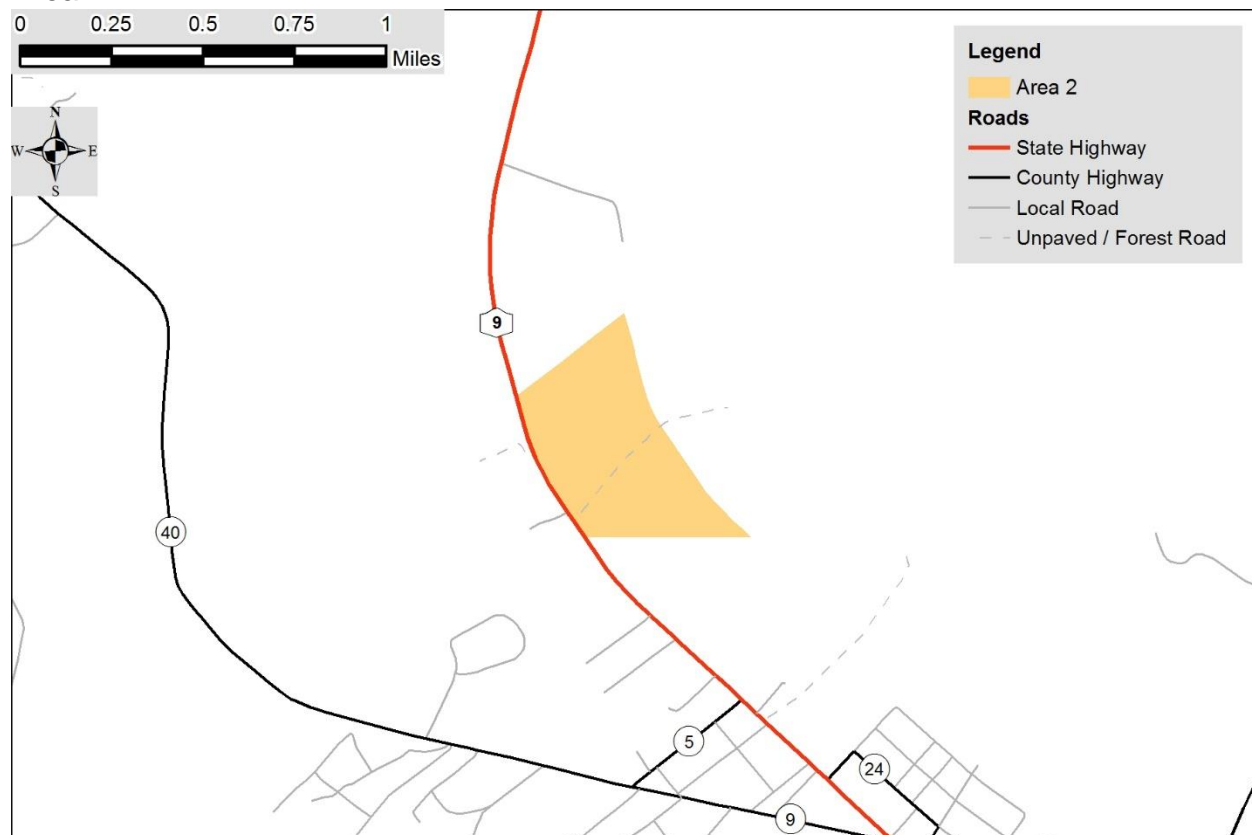 0 0.25 0.5 0.75 1
Miles
N
W E
S
Legend
Area 2
Roads
State Highway
County Highway
Local Road
Unpaved / Forest Road
9
40
5
24
9